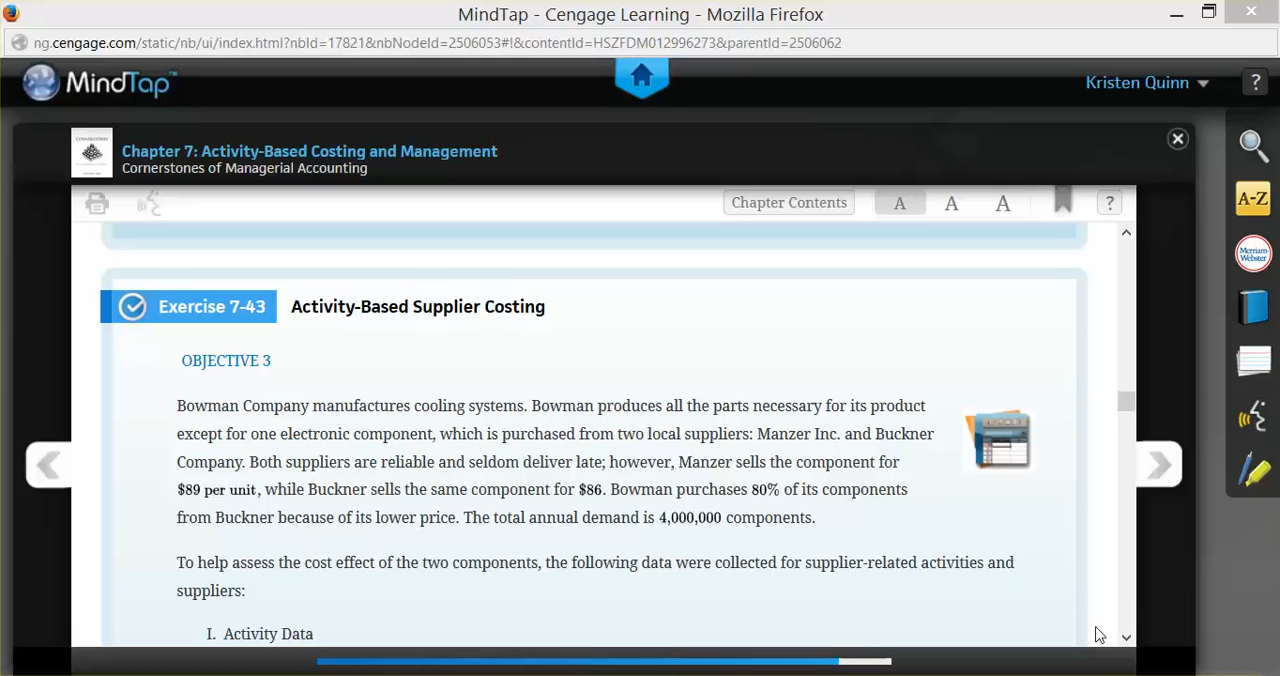 MindTap - Cengage Learning - Mozilla Firefox
ng.cengage.com/static/nb/ui/index.html?nbId=17821&nbNodeId=2506053#!&contentId=HSZFDM012996273&parentId=2506062
MindTap™
Kristen Quinn
?
Chapter 7: Activity-Based Costing and Management
Cornerstones of Managerial Accounting
Chapter Contents
A
A
A
?
A-Z
Merriam-
Webster
Exercise 7-43 Activity-Based Supplier Costing
OBJECTIVE 3
Bowman Company manufactures cooling systems. Bowman produces all the parts necessary for its product
except for one electronic component, which is purchased from two local suppliers: Manzer Inc. and Buckner
Company. Both suppliers are reliable and seldom deliver late; however, Manzer sells the component for
$89 per unit, while Buckner sells the same component for $86. Bowman purchases 80% of its components
from Buckner because of its lower price. The total annual demand is 4,000,000 components.
To help assess the cost effect of the two components, the following data were collected for supplier-related activities and
suppliers:
I. Activity Data